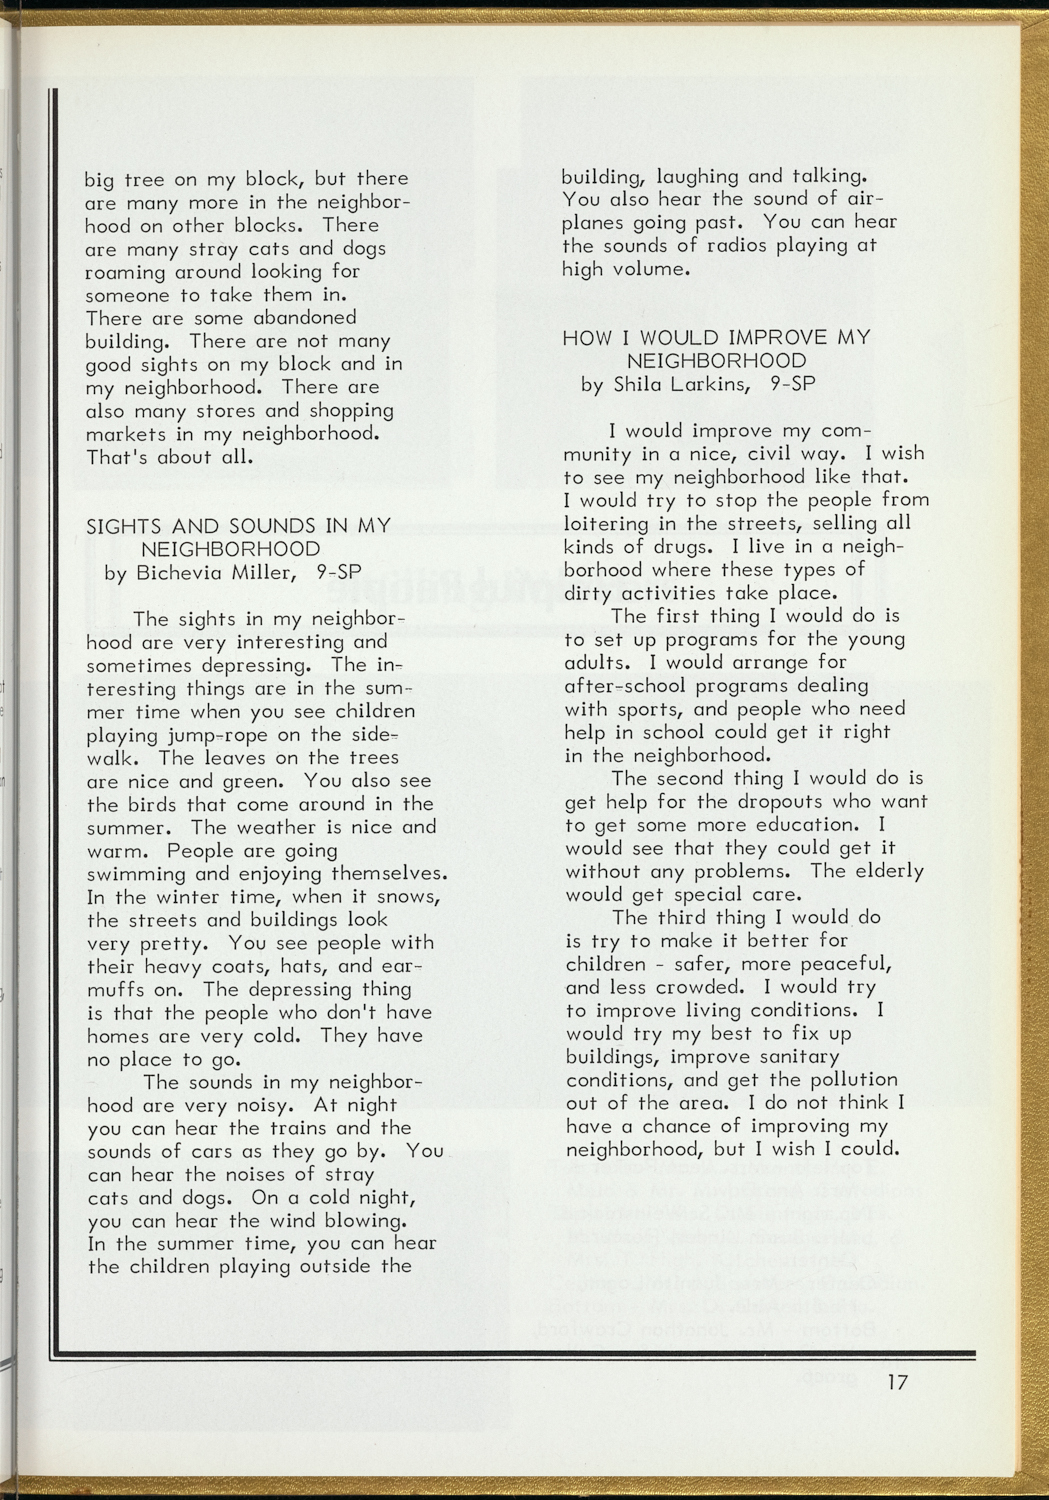 big tree on my block, but there
are many more in the neighbor-
hood on other blocks. There
are many stray cats and dogs
roaming around looking for
someone to take them in.
There are some abandoned
building. There are not many
good sights on my block and in
my neighborhood. There are
also many stores and shopping
markets in my neighborhood.
That's about all.
SIGHTS AND SOUNDS IN MY
NEIGHBORHOOD
by Bichevia Miller, 9-SP
The sights in my neighbor-
hood are very interesting and
sometimes depressing. The in-
teresting things are in the sum-
mer time when you see children
playing jump-rope on the side-
walk. The leaves on the trees
are nice and green. You also see
the birds that come around in the
summer. The weather is nice and
warm. People are going
swimming and enjoying themselves.
In the winter time, when it snows,
the streets and buildings look
very pretty. You see people with
their heavy coats, hats, and ear-
muffs on. The depressing thing
is that the people who don't have
homes are very cold. They have
no place to go.
The sounds in my neighbor-
hood are very noisy. At night
you can hear the trains and the
sounds of cars as they go by. You
can hear the noises of stray
cats and dogs. On a cold night,
you can hear the wind blowing.
In the summer time, you can hear
the children playing outside the
building, laughing and talking.
You also hear the sound of air-
planes going past. You can hear
the sounds of radios playing at
high volume.
HOW I WOULD IMPROVE MY
NEIGHBORHOOD
by Shila Larkins, 9-SP
I would improve my com-
munity in a nice, civil way. I wish
to see my neighborhood like that.
I would try to stop the people from
loitering in the streets, selling all
kinds of drugs. I live in a neigh-
borhood where these types of
dirty activities take place.
The first thing I would do is
to set up programs for the young
adults. I would arrange for
after-school programs dealing
with sports, and people who need
help in school could get it right
in the neighborhood.
The second thing I would do is
get help for the dropouts who want
to get some more education. I
would see that they could get it
without any problems. The elderly
would get special care.
The third thing I would do
is try to make it better for
children - safer, more peaceful,
and less crowded. I would try
to improve living conditions. I
would try my best to fix up
buildings, improve sanitary
conditions, and get the pollution
out of the area. I do not think I
have a chance of improving my
neighborhood, but I wish I could.
17